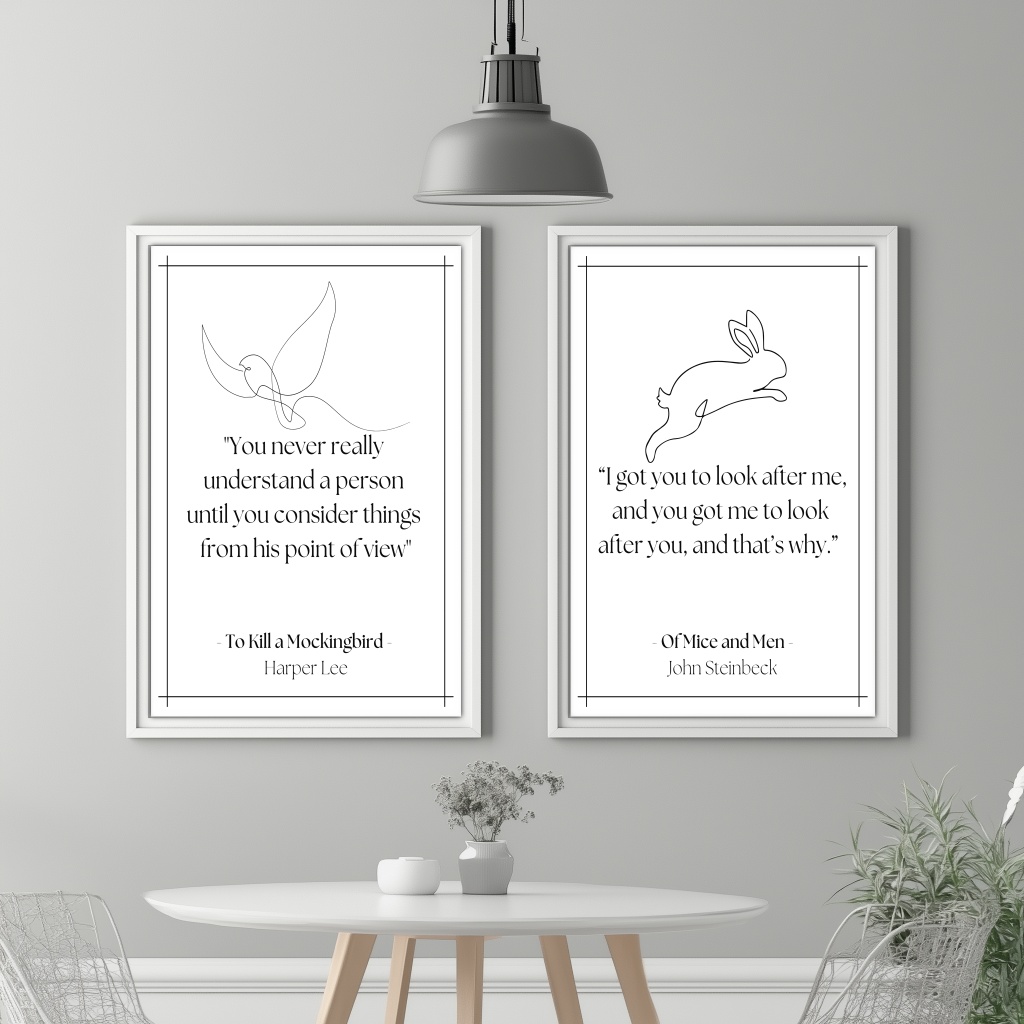 "You never really
understand a person
until you consider things
from his point of view"
- To Kill a Mockingbird -
Harper Lee
“I got you to look after me,
and you got me to look
after you, and that’s why.”
- Of Mice and Men -
John Steinbeck